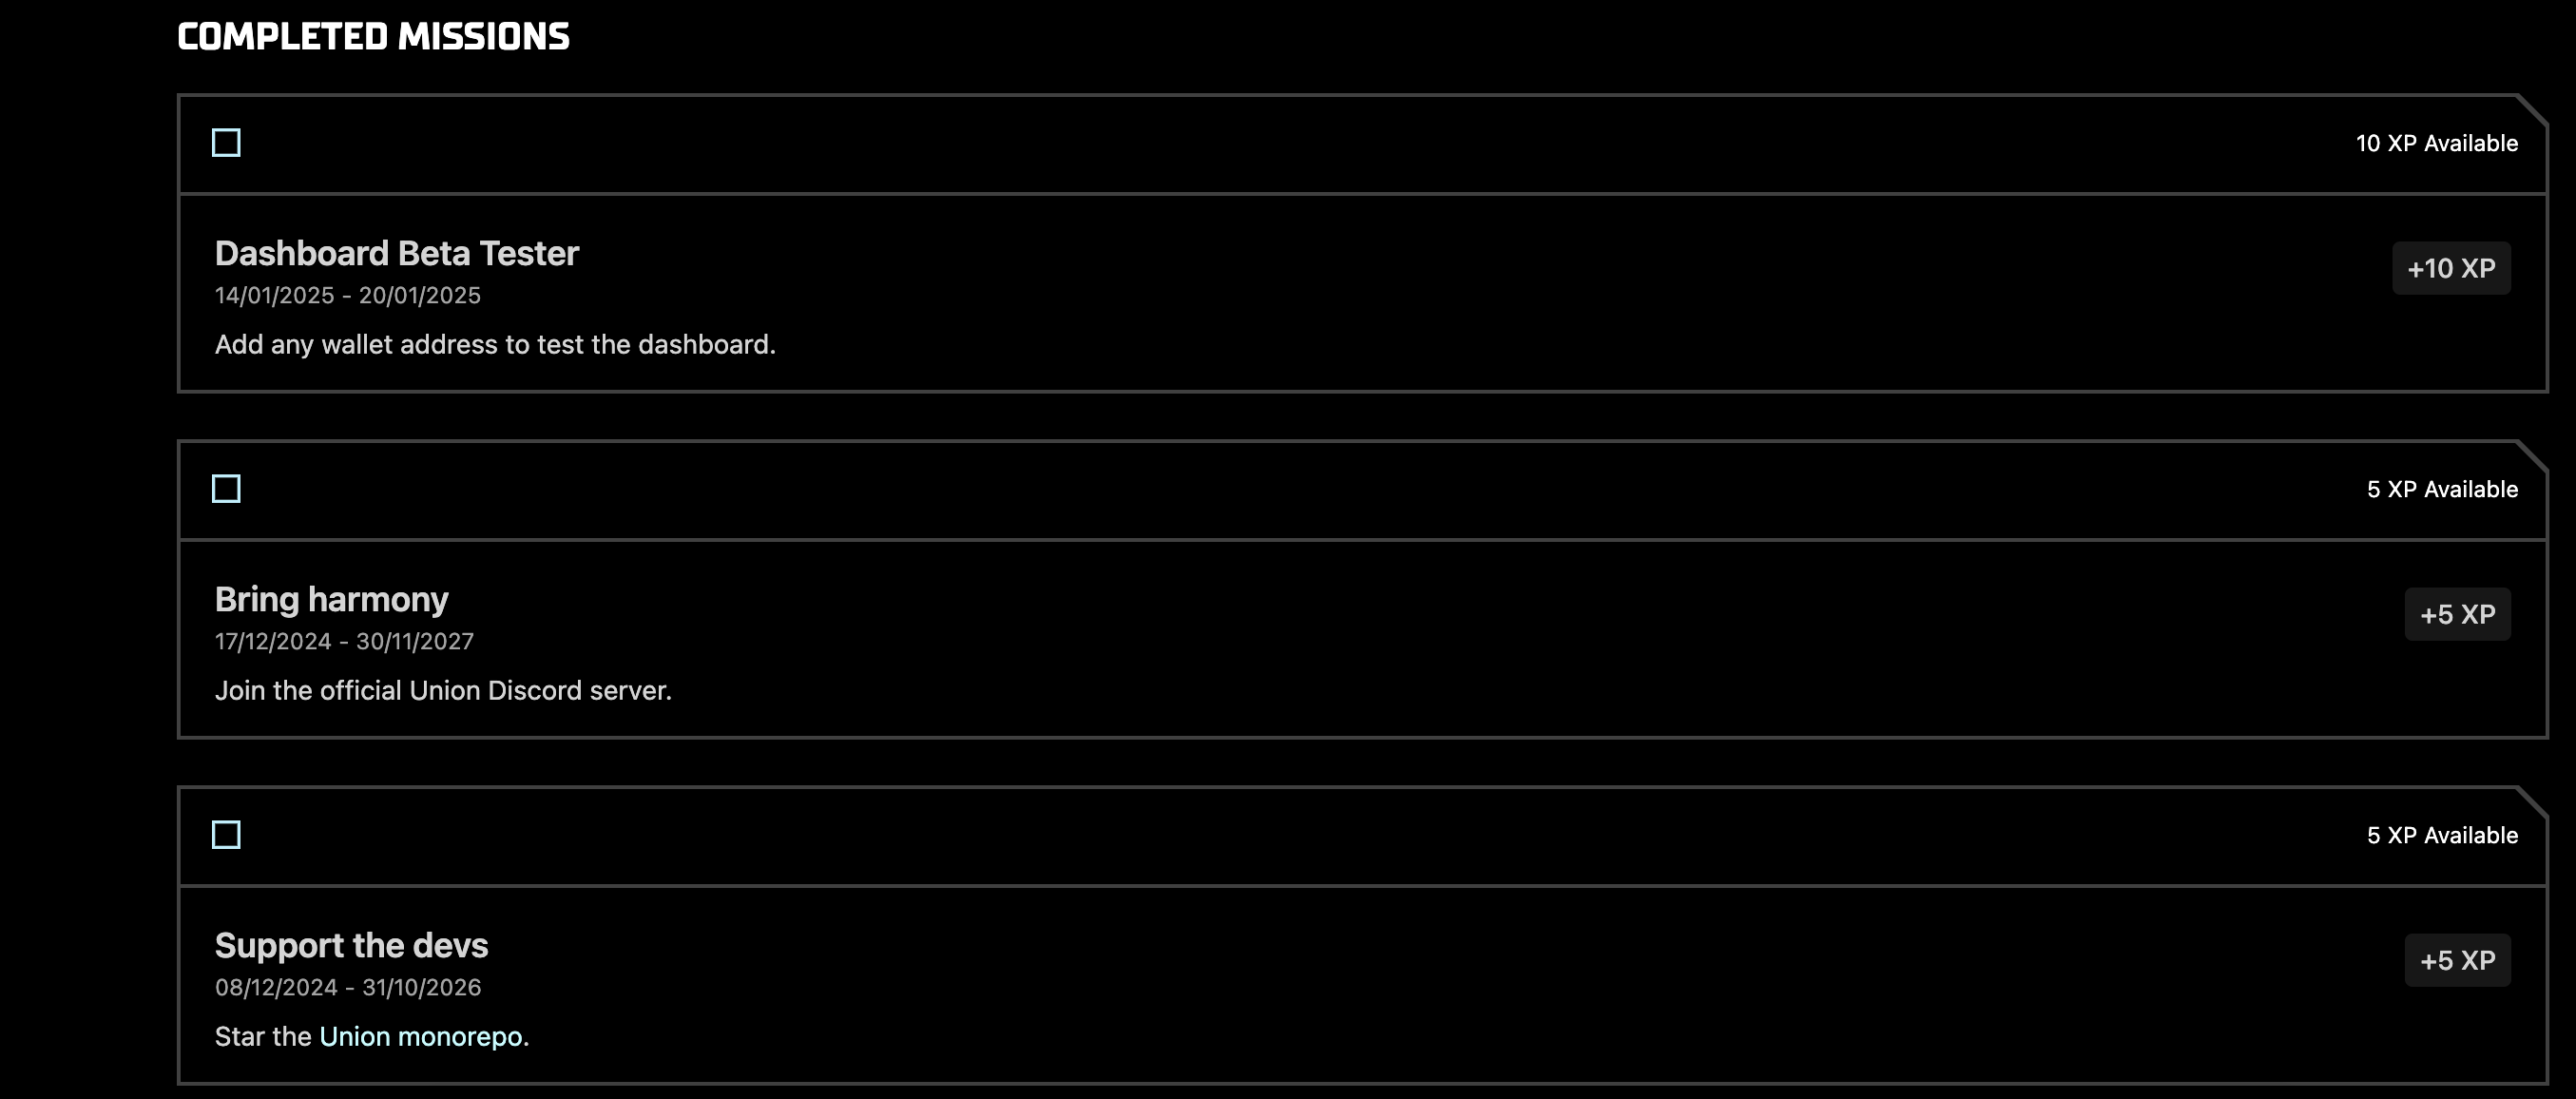 COMPLETED MISSIONS
10 XP Available
Dashboard Beta Tester
+10 XP
14/01/2025 - 20/01/2025
Add any wallet address to test the dashboard.
5 XP Available
Bring harmony
+5 XP
17/12/2024 - 30/11/2027
Join the official Union Discord server.
5 XP Available
Support the devs
+5 XP
08/12/2024 - 31/10/2026
Star the Union monorepo.